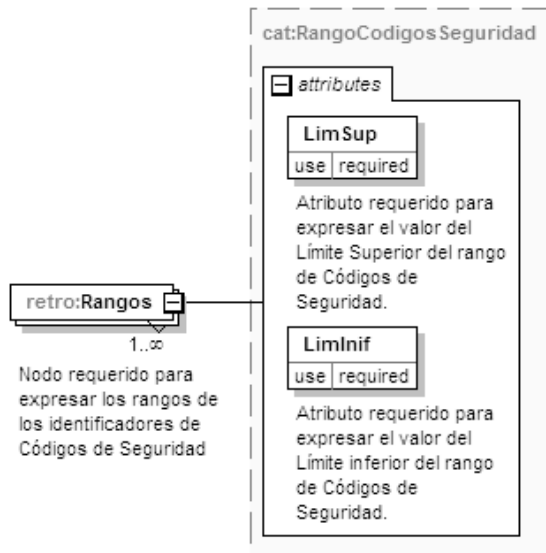 cat:RangoCodigosSeguridad
attributes
LimSup
use required
Atributo requerido para
expresar el valor del
Límite Superior del rango
de Códigos de
Seguridad.
retro:Rangos
1..∞
Nodo requerido para
expresar los rangos de
los identificadores de
Códigos de Seguridad
LimInif
use required
Atributo requerido para
expresar el valor del
Límite inferior del rango
de Códigos de
Seguridad.